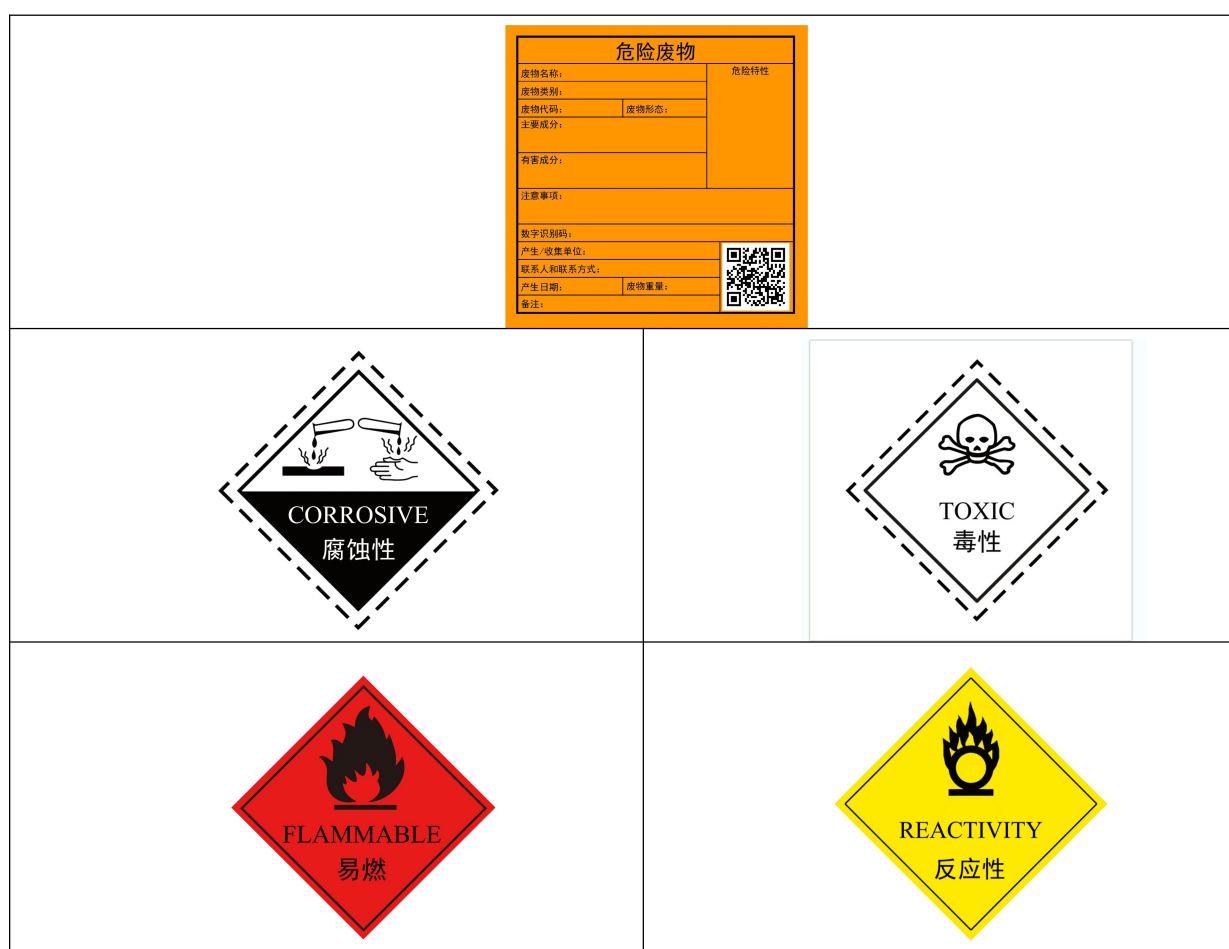 危险废物
废物名称：
危险特性
废物类别：
废物代码：
废物形态：
主要成分：
有害成分：
注意事项：
数字识别码：
产生/收集单位：
联系人和联系方式：
产生日期：
废物重量：
备注：
CORROSIVE
腐蚀性
TOXIC
毒性
FLAMMABLE
易燃
REACTIVITY
反应性